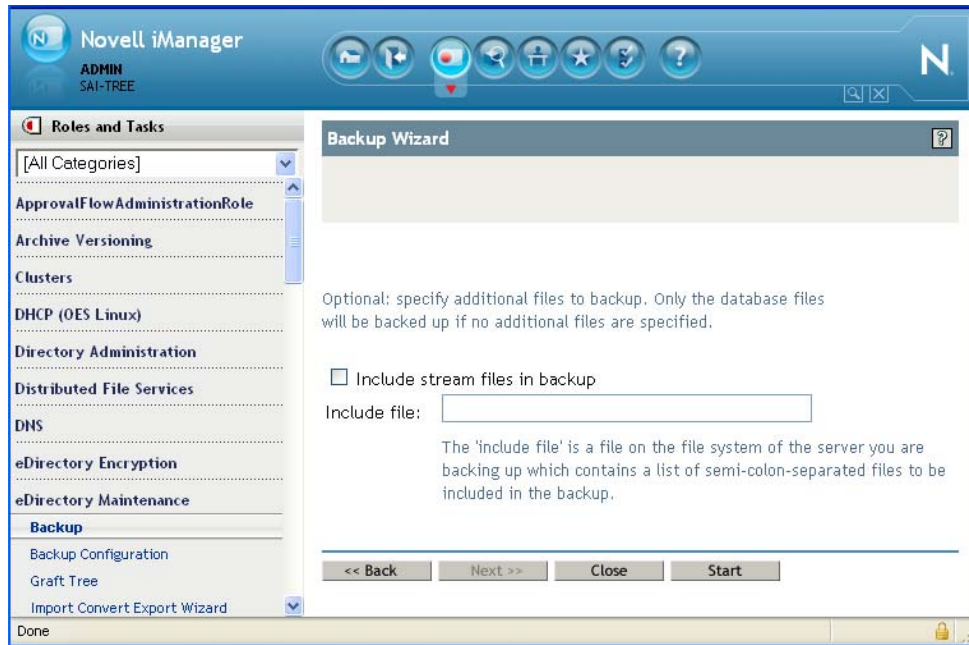 Novell iManager
ADMIN
SAI-TREE
N
Roles and Tasks
[All Categories]
ApprovalFlowAdministrationRole
Archive Versioning
Clusters
DHCP (OES Linux)
Directory Administration
Distributed File Services
DNS
eDirectory Encryption
eDirectory Maintenance
Backup
Backup Configuration
Graft Tree
Import Convert Export Wizard
Backup Wizard
?
Optional: specify additional files to backup. Only the database files
will be backed up if no additional files are specified.
Include stream files in backup
Include file:
The 'include file' is a file on the file system of the server you are
backing up which contains a list of semi-colon-separated files to be
included in the backup.
<< Back
Next >>
Close
Start
Done